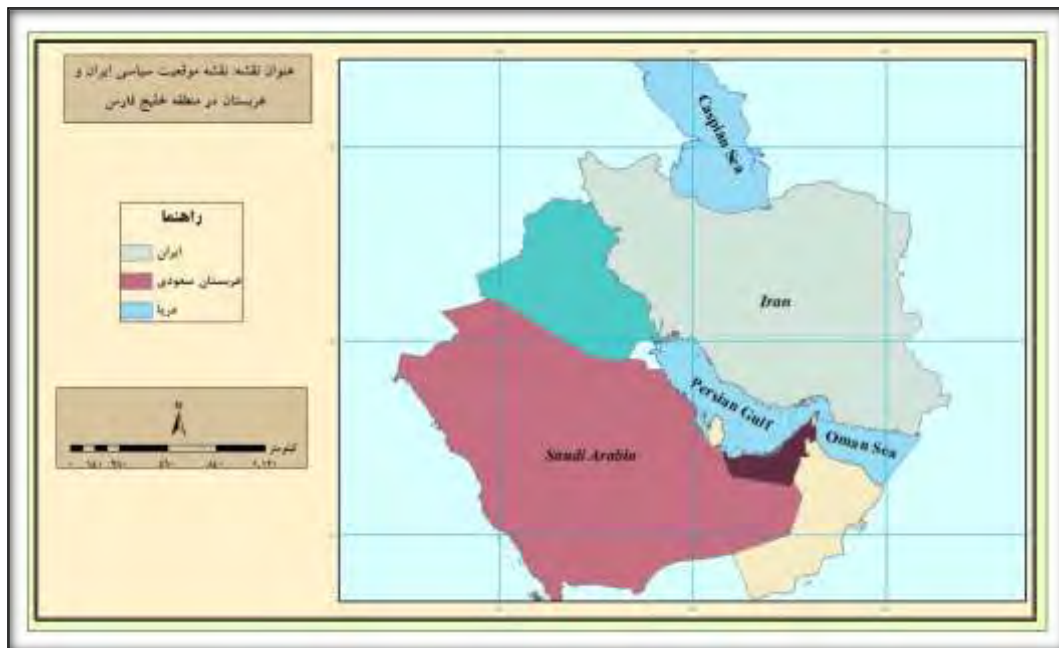 عنوان نقشه: نقشه موقعیت سیاسی ایران و
عربستان در منطقه خلیج فارس
راهنما
ایران
عربستان سعودی
دریا
N
کیلومتر
Caspian Sea
Iran
Persian Gulf
Oman Sea
Saudi Arabia